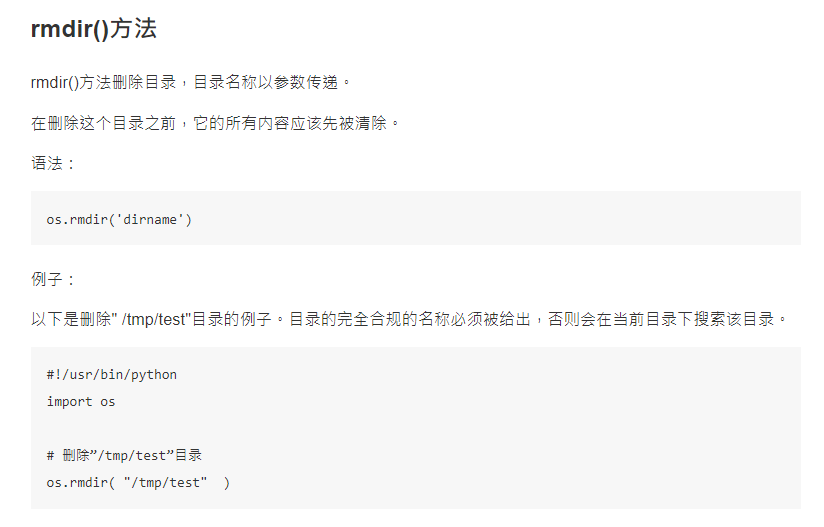 rmdir()方法
rmdir()方法删除目录，目录名称以参数传递。
在删除这个目录之前，它的所有内容应该先被清除。
语法：
os.rmdir('dirname')
例子：
以下是删除" /tmp/test"目录的例子。目录的完全合规的名称必须被给出，否则会在当前目录下搜索该目录。
#!/usr/bin/python
import os
# 删除”/tmp/test”目录
os.rmdir( "/tmp/test"  )